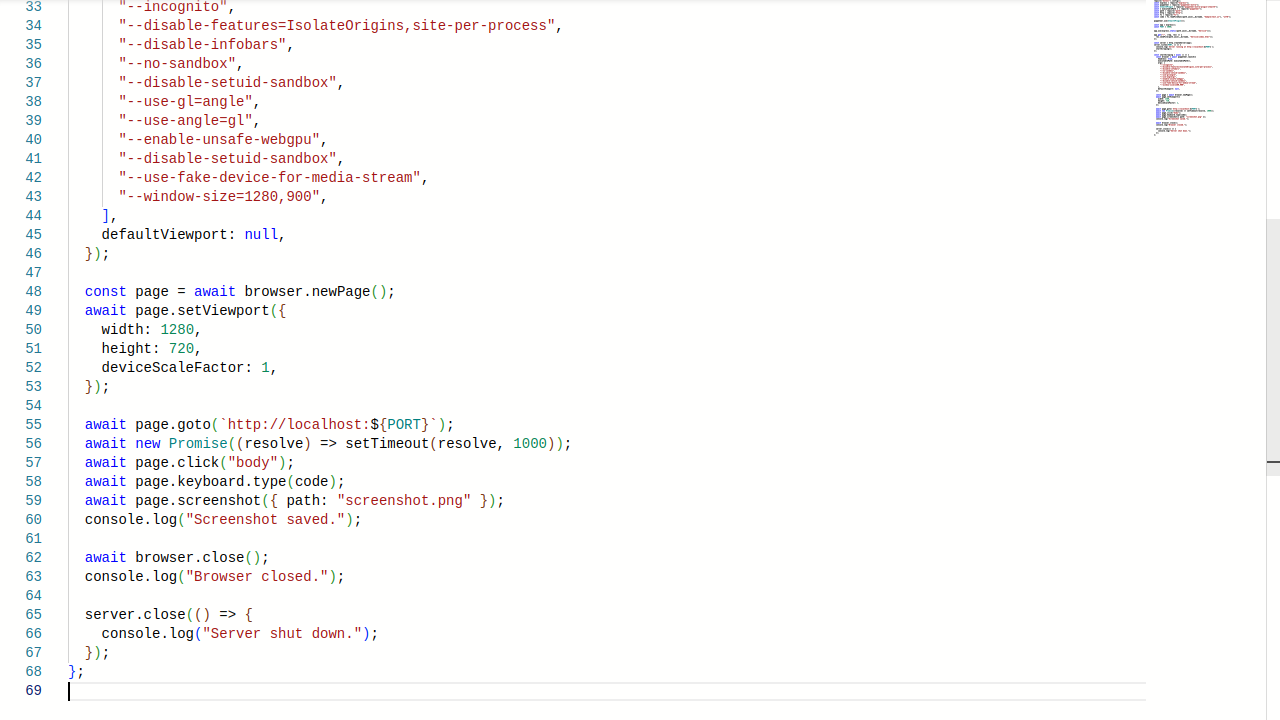 33 "--incognito",
34 "--disable-features=IsolateOrigins,site-per-process",
35 "--disable-infobars",
36 "--no-sandbox",
37 "--disable-setuid-sandbox",
38 "--use-gl=angle",
39 "--use-angle=gl",
40 "--enable-unsafe-webgpu",
41 "--disable-setuid-sandbox",
42 "--use-fake-device-for-media-stream",
43 "--window-size=1280,900",
44 ],
45 defaultViewport: null,
46 });
47
48 const page = await browser.newPage();
49 await page.setViewport({
50 width: 1280,
51 height: 720,
52 deviceScaleFactor: 1,
53 });
54
55 await page.goto(`http://localhost:${PORT}`);
56 await new Promise((resolve) => setTimeout(resolve, 1000));
57 await page.click("body");
58 await page.keyboard.type(code);
59 await page.screenshot({ path: "screenshot.png" });
60 console.log("Screenshot saved.");
61
62 await browser.close();
63 console.log("Browser closed.");
64
65 server.close(() => {
66 console.log("Server shut down.");
67 });
68 };
69